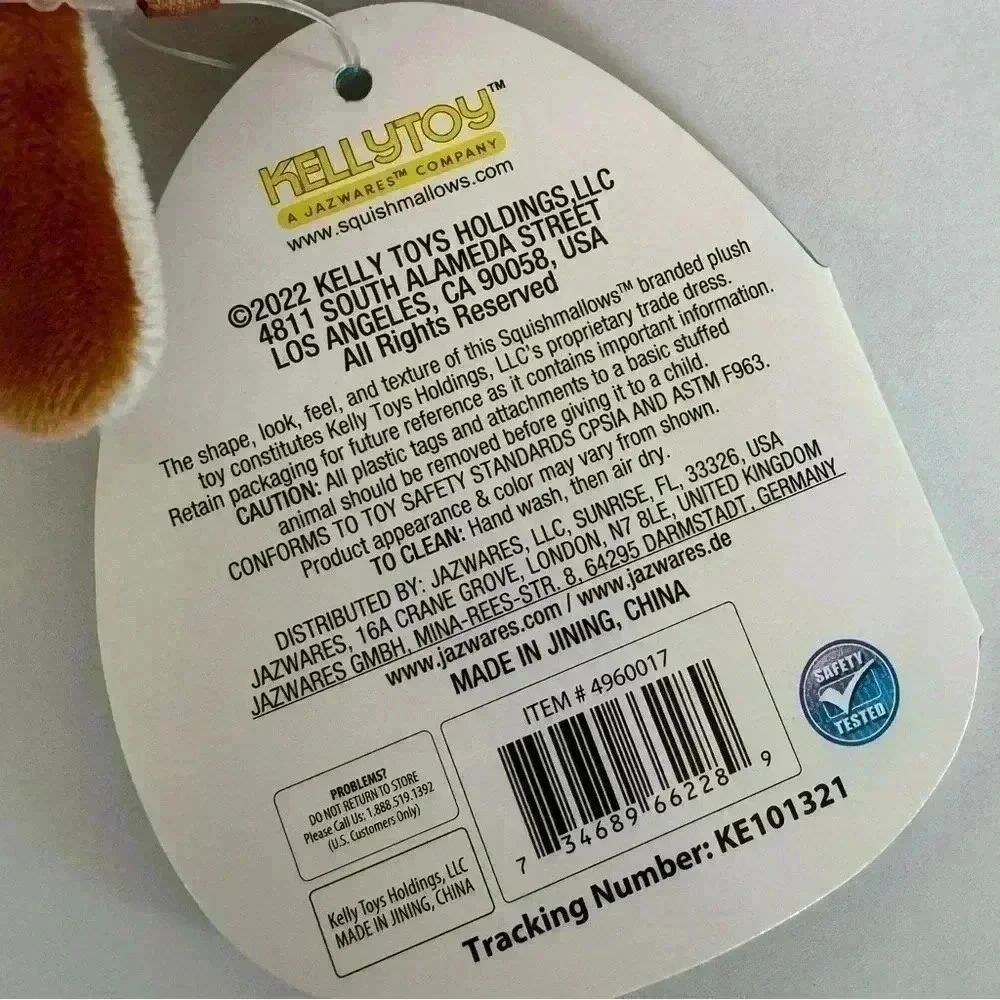 KELLYTOY™
A JAZWARES™ COMPANY
www.squishmallows.com
©2022 KELLY TOYS HOLDINGS,LLC
4811 SOUTH ALAMEDA STREET
LOS ANGELES, CA 90058, USA
All Rights Reserved
The shape, look, feel, and texture of this Squishmallows™ branded plush
toy constitutes Kelly Toys Holdings, LLC's proprietary trade dress.
Retain packaging for future reference as it contains important information.
CAUTION: All plastic tags and attachments to a basic stuffed
animal should be removed before giving it to a child.
CONFORMS TO TOY SAFETY STANDARDS CPSIA AND ASTM F963.
Product appearance & color may vary from shown.
TO CLEAN: Hand wash, then air dry.
DISTRIBUTED BY: JAZWARES, LLC, SUNRISE, FL, 33326, USA
JAZWARES, 16A CRANE GROVE, LONDON, N7 8LE, UNITED KINGDOM
JAZWARES GMBH, MINA-REES-STR. 8, 64295 DARMSTADT, GERMANY
www.jazwares.com / www.jazwares.de
MADE IN JINING, CHINA
ITEM # 4960017
7 34689 66228 9
SAFETY
TESTED
PROBLEMS?
DO NOT RETURN TO STORE
Please Call Us: 1.888.519.1392
(U.S. Customers Only)
Kelly Toys Holdings, LLC
MADE IN JINING, CHINA
Tracking Number: KE101321